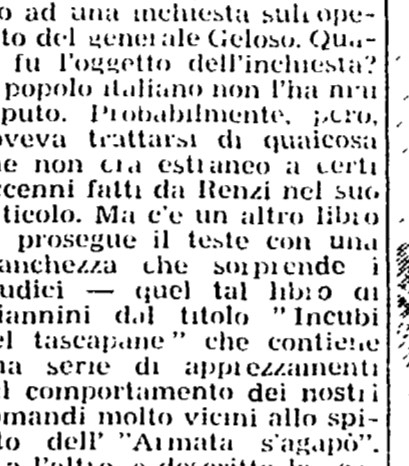 o ad una inchiesta sull'ope-
to del generale Geloso. Qua-
fu l'oggetto dell'inchiesta?
popolo italiano non l'ha mai
puto. Probabilmente, pero,
oveva trattarsi di qualcosa
he non era estraneo a certi
ccenni fatti da Renzi nel suo
ticolo. Ma c'e un altro libro
prosegue il teste con una
anchezza che sorprende i
udici — quel tal libro di
iannini dal titolo "Incubi
el tascapane" che contiene
na serie di apprezzamenti
l comportamento dei nostri
omandi molto vicini allo spi-
to dell' "Armata s'agapò".